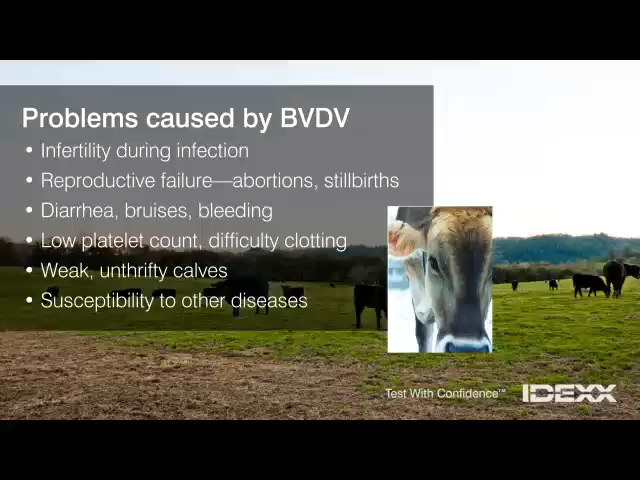 Problems caused by BVDV
• Infertility during infection
• Reproductive failure—abortions, stillbirths
• Diarrhea, bruises, bleeding
• Low platelet count, difficulty clotting
• Weak, unthrifty calves
• Susceptibility to other diseases
Test With Confidence™ IDEXX